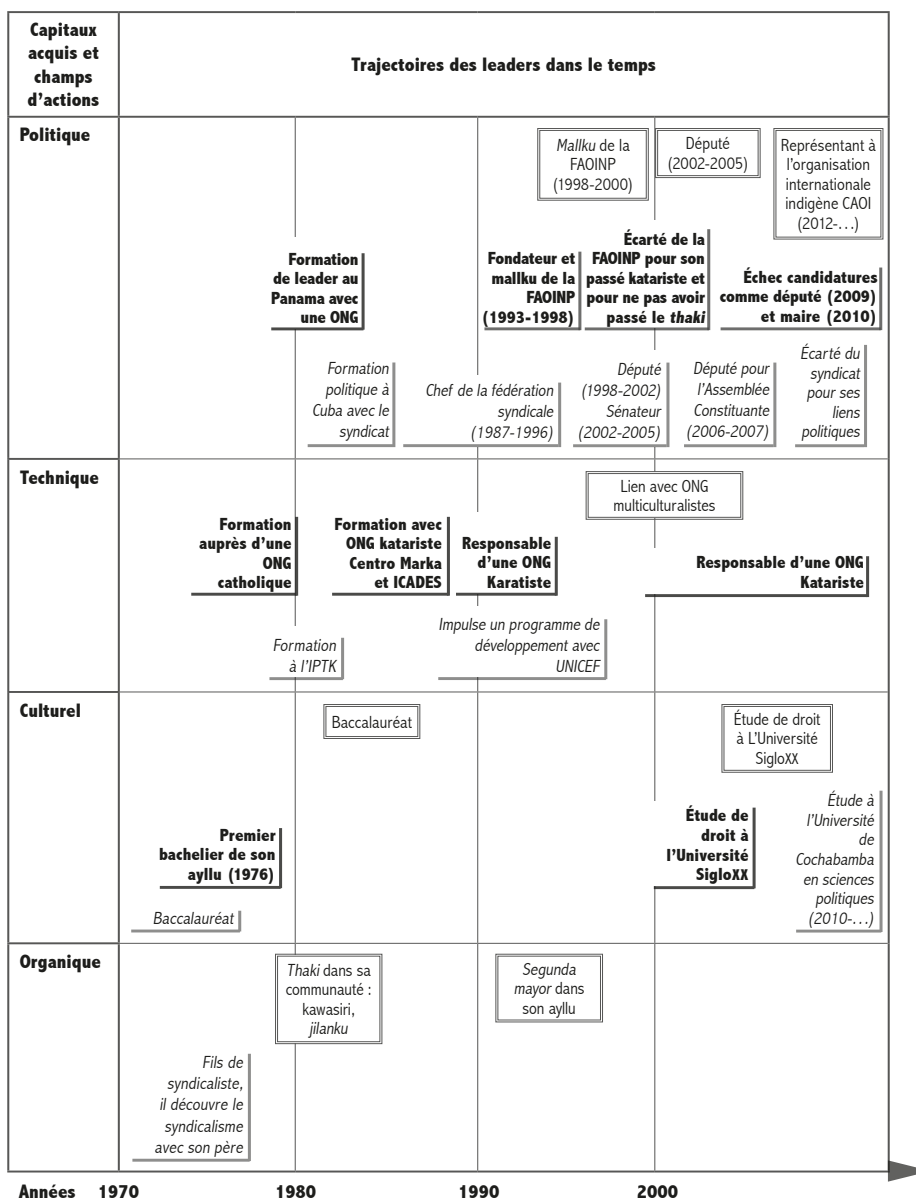 Capitaux
acquis et
champs
d'actions
Trajectoires des leaders dans le temps
Politique
Mallku de la
FAOINP
(1998-2000)
Député
(2002-2005)
Représentant à
l'organisation
internationale
indigène CAOI
(2012-…)
Formation
de leader au
Panama avec
une ONG
Fondateur et
mallku de la
FAOINP
(1993-1998)
Écarté de la
FAOINP pour son
passé katariste et
pour ne pas avoir
passé le thaki
Échec candidatures
comme député (2009)
et maire (2010)
Formation
politique à
Cuba avec le
syndicat
Chef de la fédération
syndicale
(1987-1996)
Député
(1998-2002)
Sénateur
(2002-2005)
Député pour
l'Assemblée
Constituante
(2006-2007)
Écarté du
syndicat
pour ses
liens
politiques
Technique
Lien avec ONG
multiculturalistes
Formation
auprès d'une
ONG
catholique
Formation avec
ONG katariste
Centro Marka
et ICADES
Responsable
d'une ONG
Karatiste
Responsable d'une ONG
Katariste
Formation
à l'IPTK
Impulse un programme de
développement avec
UNICEF
Culturel
Baccalauréat
Étude de droit
à L'Université
SigloXX
Premier
bachelier de son
ayllu (1976)
Étude de
droit à
l'Université
SigloXX
Étude à
l'Université
de
Cochabamba
en sciences
politiques
(2010-…)
Baccalauréat
Organique
Thaki dans sa
communauté :
kawasiri,
jilanku
Segunda
mayor dans
son ayllu
Fils de
syndicaliste,
il découvre le
syndicalisme
avec son père
Années 1970 1980 1990 2000